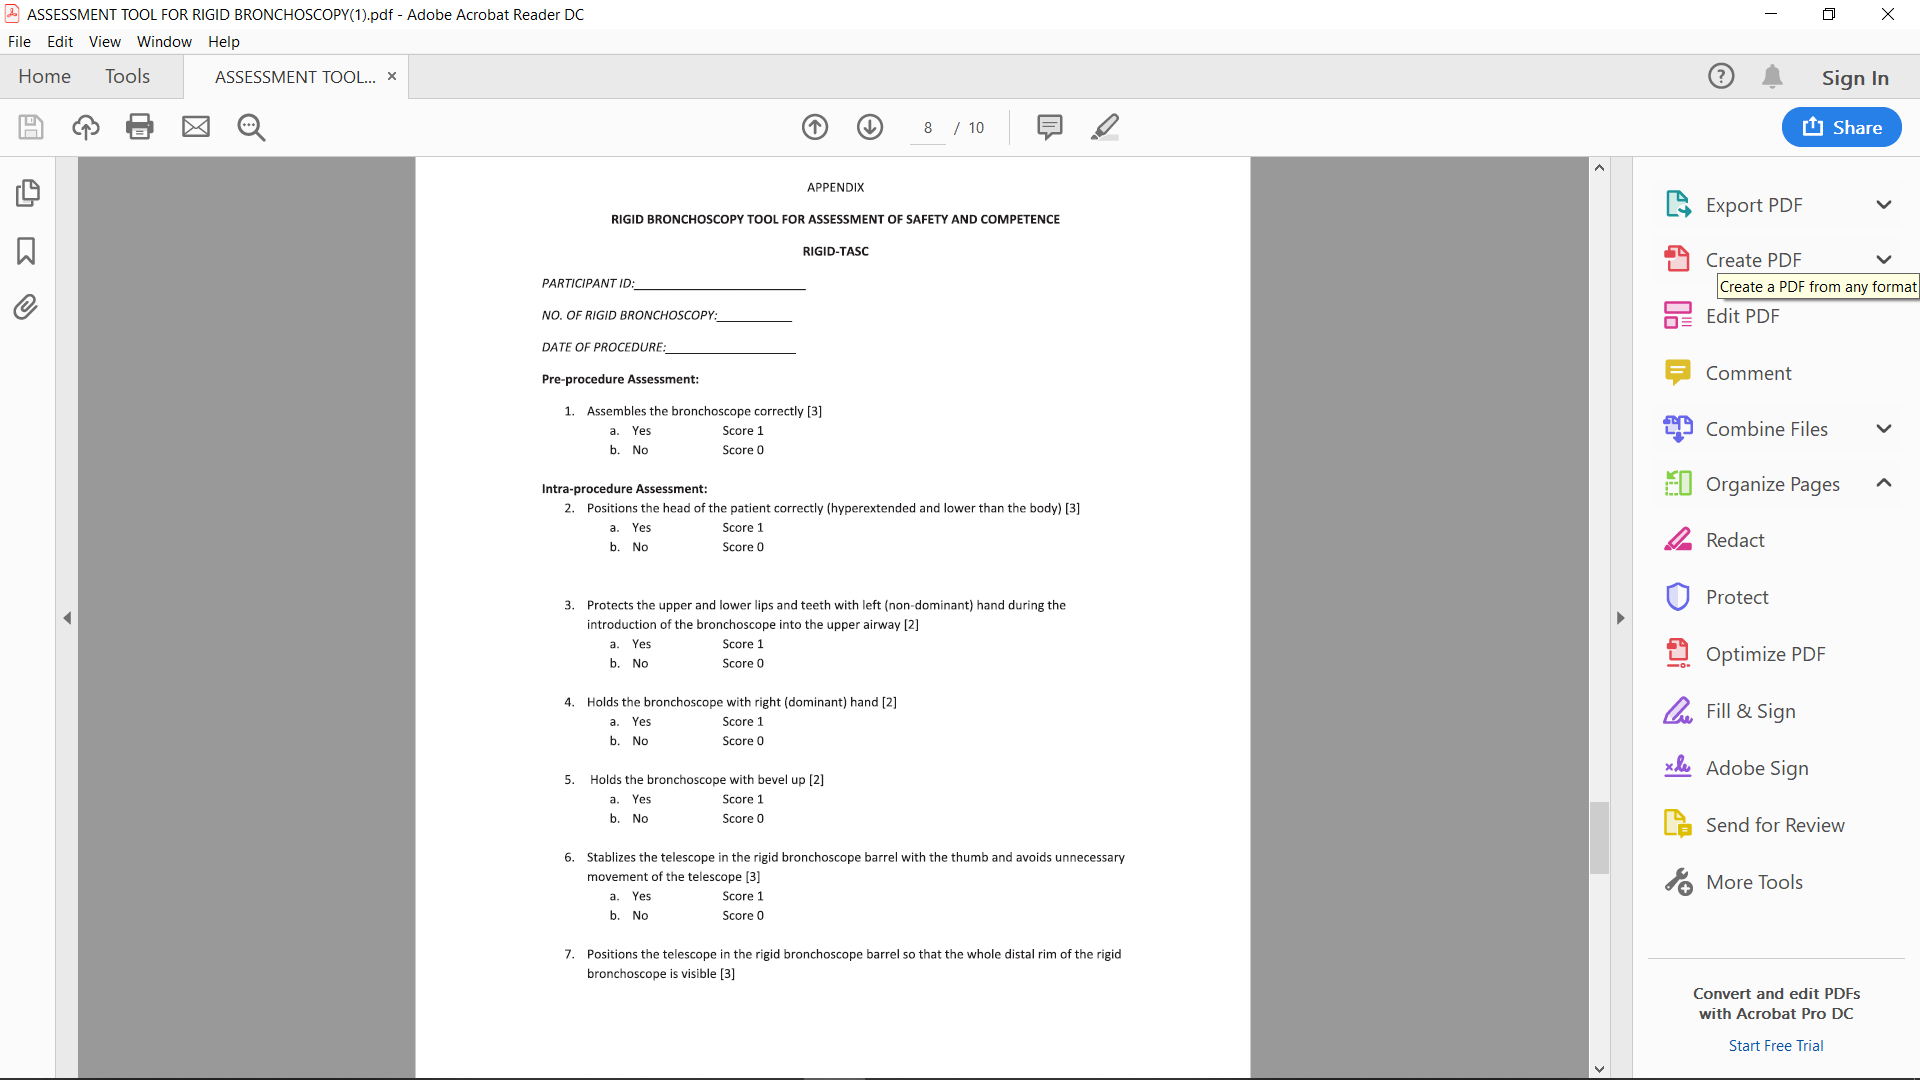 ASSESSMENT TOOL FOR RIGID BRONCHOSCOPY(1).pdf - Adobe Acrobat Reader DC
File Edit View Window Help
Home Tools ASSESSMENT TOOL... × Sign In
8 / 10 Share
APPENDIX
RIGID BRONCHOSCOPY TOOL FOR ASSESSMENT OF SAFETY AND COMPETENCE
RIGID-TASC
PARTICIPANT ID:
NO. OF RIGID BRONCHOSCOPY:
DATE OF PROCEDURE:
Pre-procedure Assessment:
1. Assembles the bronchoscope correctly [3]
a. Yes Score 1
b. No Score 0
Intra-procedure Assessment:
2. Positions the head of the patient correctly (hyperextended and lower than the body) [3]
a. Yes Score 1
b. No Score 0
3. Protects the upper and lower lips and teeth with left (non-dominant) hand during the
introduction of the bronchoscope into the upper airway [2]
a. Yes Score 1
b. No Score 0
4. Holds the bronchoscope with right (dominant) hand [2]
a. Yes Score 1
b. No Score 0
5. Holds the bronchoscope with bevel up [2]
a. Yes Score 1
b. No Score 0
6. Stablizes the telescope in the rigid bronchoscope barrel with the thumb and avoids unnecessary
movement of the telescope [3]
a. Yes Score 1
b. No Score 0
7. Positions the telescope in the rigid bronchoscope barrel so that the whole distal rim of the rigid
bronchoscope is visible [3]
Export PDF
Create PDF
Create a PDF from any format
Edit PDF
Comment
Combine Files
Organize Pages
Redact
Protect
Optimize PDF
Fill & Sign
Adobe Sign
Send for Review
More Tools
Convert and edit PDFs
with Acrobat Pro DC
Start Free Trial